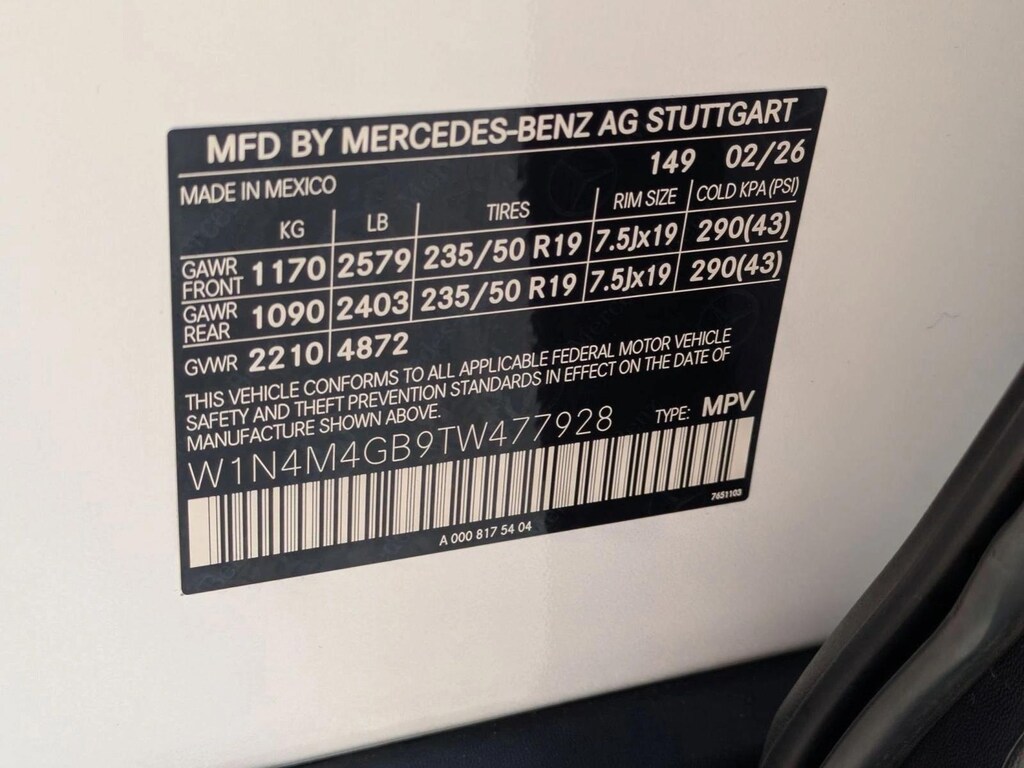 MFD BY MERCEDES-BENZ AG STUTTGART
149 02/26
MADE IN MEXICO
KG LB TIRES RIM SIZE COLD KPA (PSI)
GAWR FRONT 1170 2579 235/50 R19 7.5Jx19 290(43)
GAWR REAR 1090 2403 235/50 R19 7.5Jx19 290(43)
GVWR 2210 4872
THIS VEHICLE CONFORMS TO ALL APPLICABLE FEDERAL MOTOR VEHICLE
SAFETY AND THEFT PREVENTION STANDARDS IN EFFECT ON THE DATE OF
MANUFACTURE SHOWN ABOVE.
W1N4M4GB9TW477928 TYPE: MPV
7651103
A 000 817 54 04